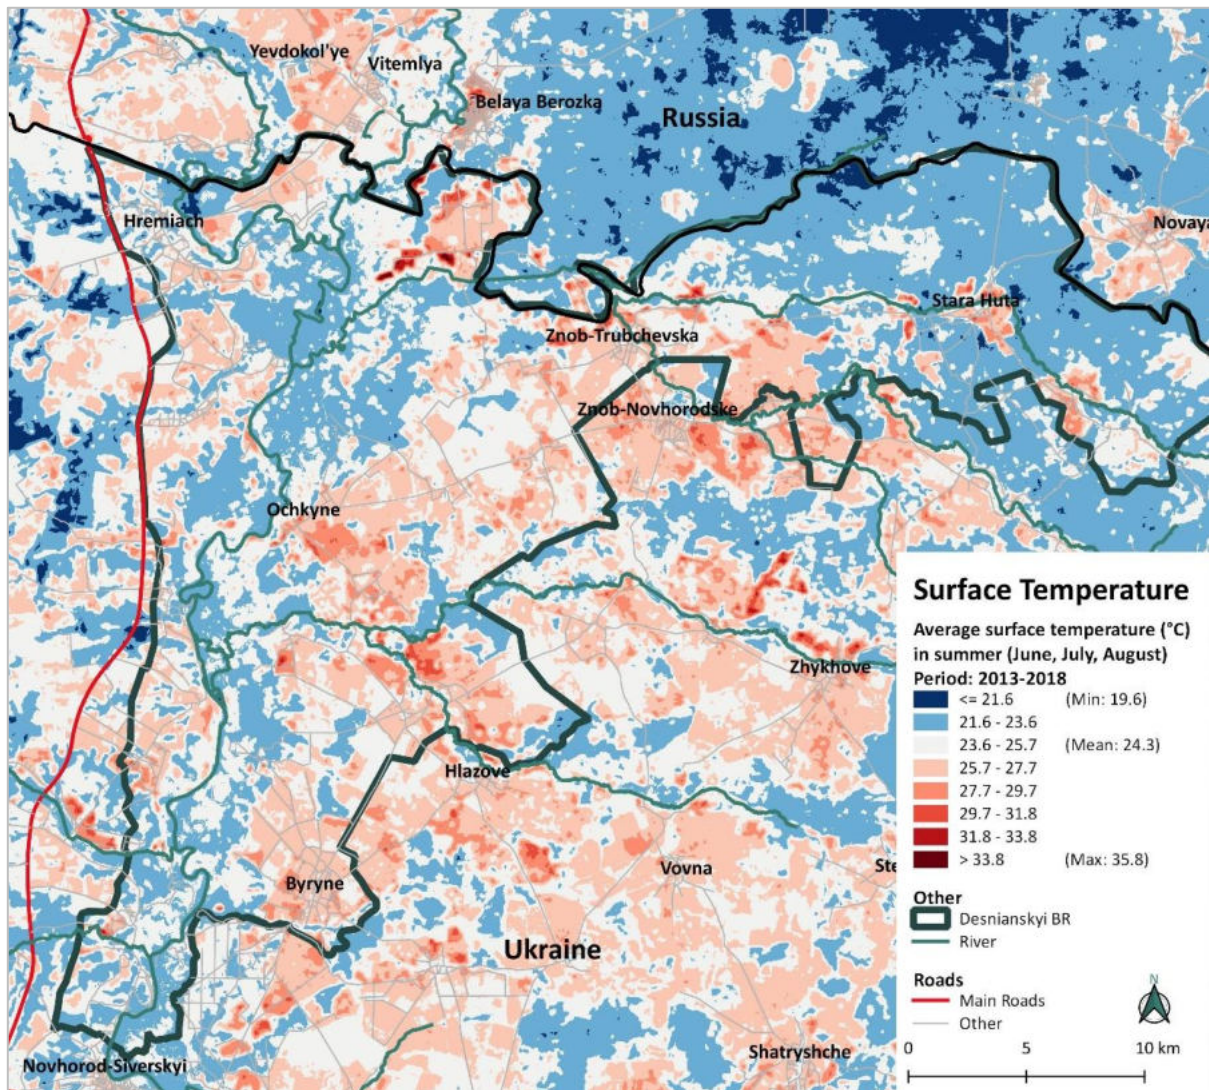 Yevdokol'ye
Vitemlya
Belaya Berozka
Russia
Hremiach
Novaya
Stara Huta
Znob-Trubchevska
Znob-Novhorodske
Ochkyne
Zhykhove
Hlazove
Byryne
Vovna
Ste
Ukraine
Novhorod-Siverskyi
Shatryshche
Surface Temperature
Average surface temperature (°C)
in summer (June, July, August)
Period: 2013-2018
<= 21.6 (Min: 19.6)
21.6 - 23.6
23.6 - 25.7 (Mean: 24.3)
25.7 - 27.7
27.7 - 29.7
29.7 - 31.8
31.8 - 33.8
> 33.8 (Max: 35.8)
Other
Desnianskyi BR
River
Roads
Main Roads
Other
N
0 5 10 km